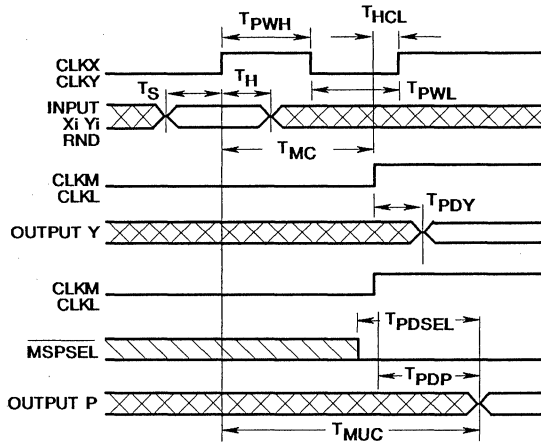 TPWH
THCL
CLKX
CLKY
TS
TH
TPWL
INPUT
Xi Yi
RND
TMC
CLKM
CLKL
TPDY
OUTPUT Y
CLKM
CLKL
TPDSEL
MSPSEL
TPDP
OUTPUT P
TMUC